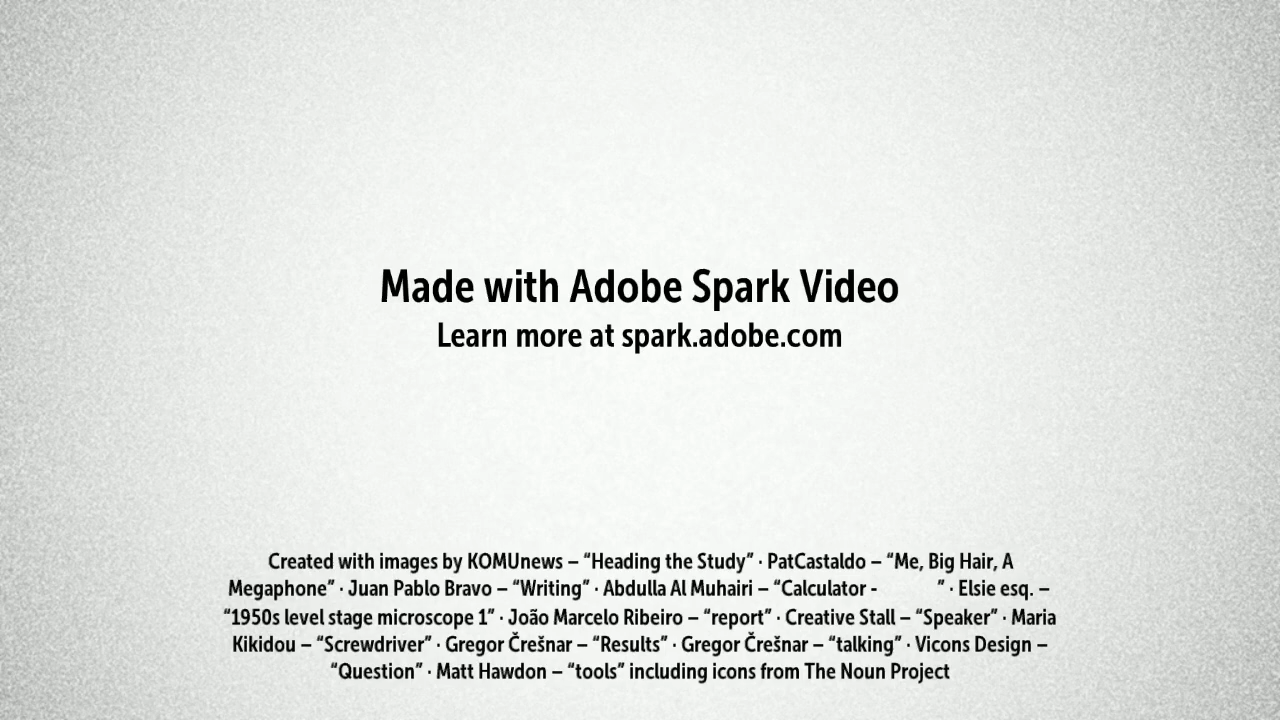 Made with Adobe Spark Video
Learn more at spark.adobe.com
Created with images by KOMUnews – “Heading the Study” · PatCastaldo – “Me, Big Hair, A
Megaphone” · Juan Pablo Bravo – “Writing” · Abdulla Al Muhairi – “Calculator - ” · Elsie esq. –
“1950s level stage microscope 1” · João Marcelo Ribeiro – “report” · Creative Stall – “Speaker” · Maria
Kikidou – “Screwdriver” · Gregor Črešnar – “Results” · Gregor Črešnar – “talking” · Vicons Design –
“Question” · Matt Hawdon – “tools” including icons from The Noun Project